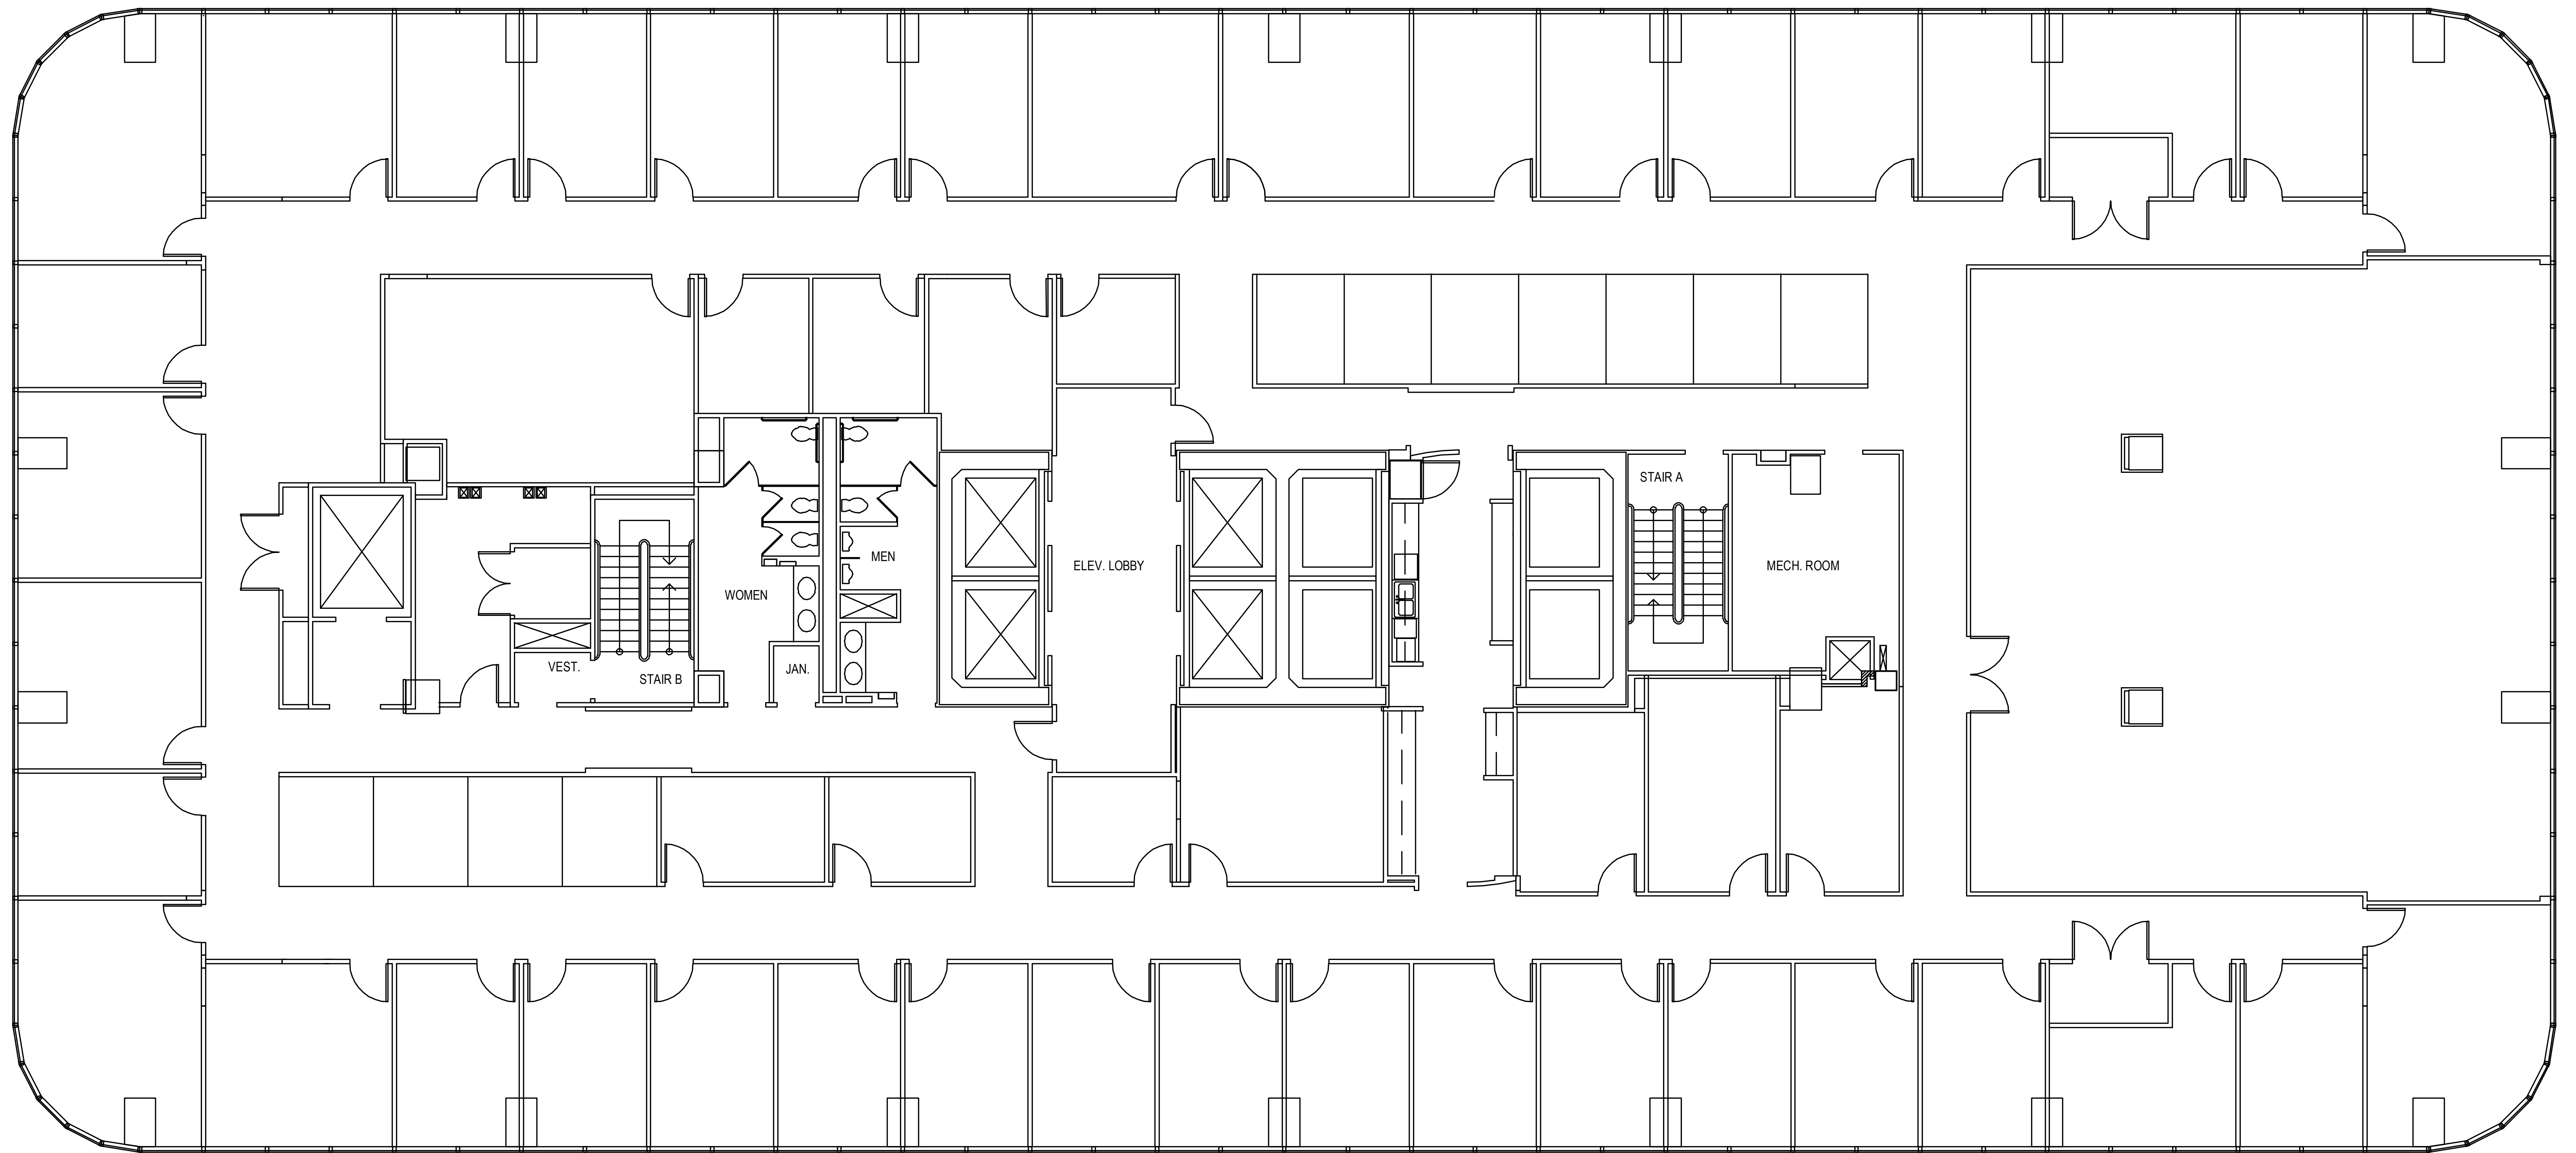 STAIR A
MEN
ELEV. LOBBY
MECH. ROOM
WOMEN
VEST.
JAN.
STAIR B